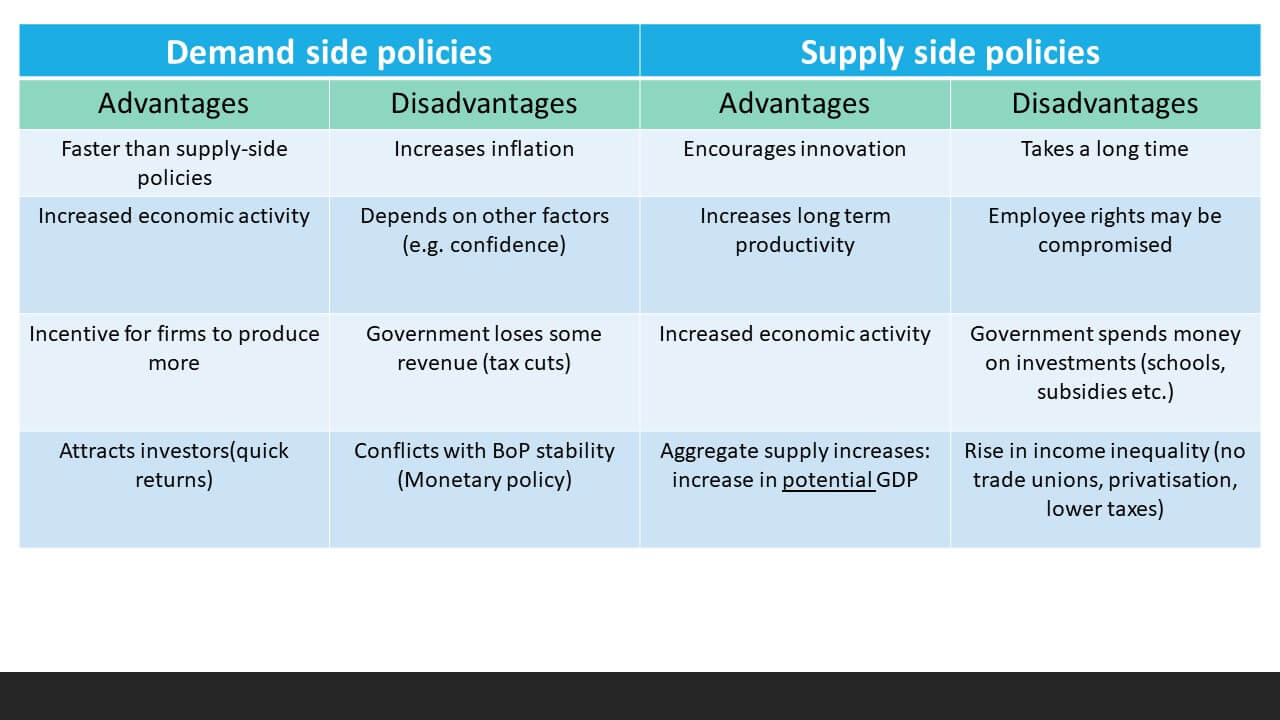 Demand side policies
Supply side policies
Advantages
Disadvantages
Advantages
Disadvantages
Faster than supply-side
policies
Increases inflation
Encourages innovation
Takes a long time
Increased economic activity
Depends on other factors
(e.g. confidence)
Increases long term
productivity
Employee rights may be
compromised
Incentive for firms to produce
more
Government loses some
revenue (tax cuts)
Increased economic activity
Government spends money
on investments (schools,
subsidies etc.)
Attracts investors(quick
returns)
Conflicts with BoP stability
(Monetary policy)
Aggregate supply increases:
increase in potential GDP
Rise in income inequality (no
trade unions, privatisation,
lower taxes)